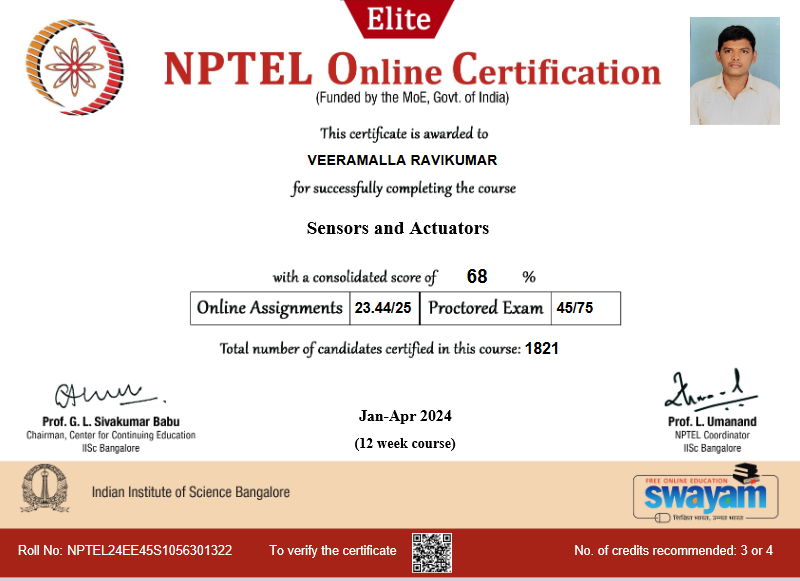 Elite
NPTEL Online Certification
(Funded by the MoE, Govt. of India)
This certificate is awarded to
VEERAMALLA RAVIKUMAR
for successfully completing the course
Sensors and Actuators
with a consolidated score of 68 %
Online Assignments 23.44/25 Proctored Exam 45/75
Total number of candidates certified in this course: 1821
Prof. G. L. Sivakumar Babu
Chairman, Center for Continuing Education
IISc Bangalore
Jan-Apr 2024
(12 week course)
Prof. L. Umanand
NPTEL Coordinator
IISc Bangalore
Indian Institute of Science Bangalore
FREE ONLINE EDUCATION
swayam
शिक्षित भारत, उन्नत भारत
Roll No: NPTEL24EE45S1056301322 To verify the certificate No. of credits recommended: 3 or 4